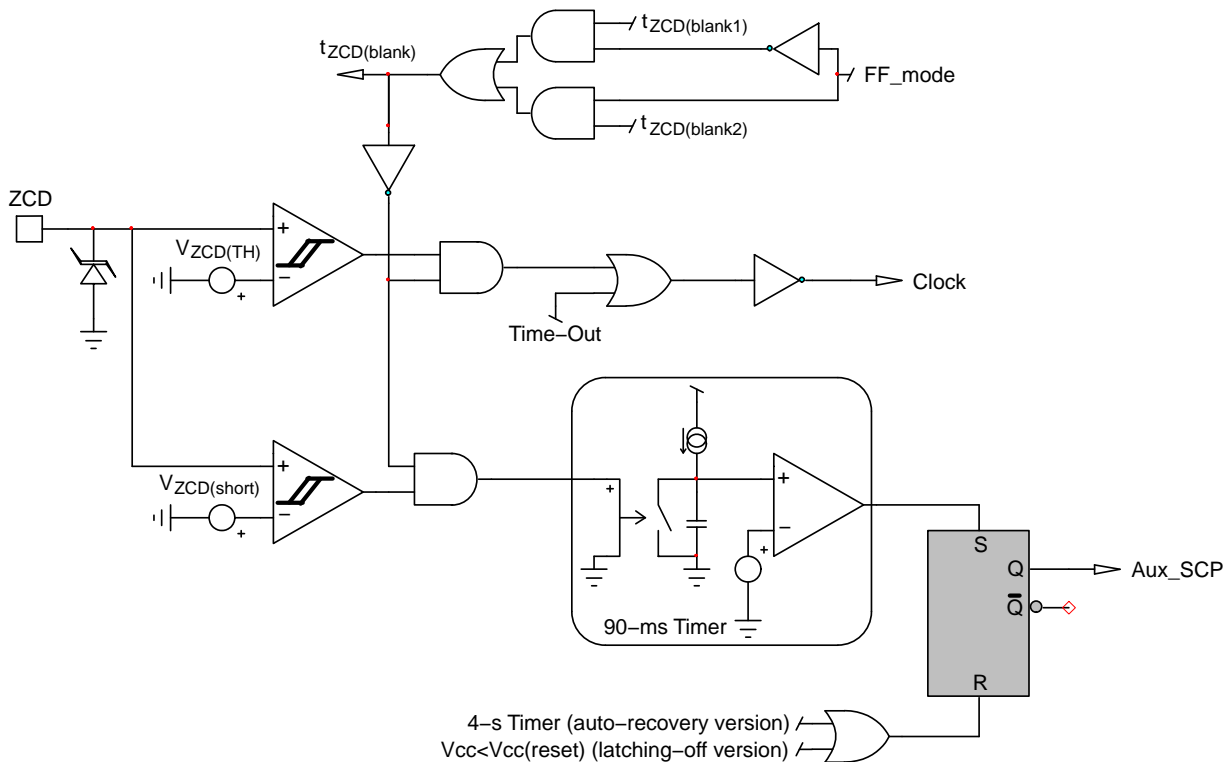 tZCD(blank1)
tZCD(blank)
FF_mode
tZCD(blank2)
ZCD
VZCD(TH)
+
−
+
Clock
Time−Out
VZCD(short)
+
−
+
+
+
−
+
S
Q
Aux_SCP
Q
90−ms Timer
R
4−s Timer (auto−recovery version)
Vcc<Vcc(reset) (latching−off version)